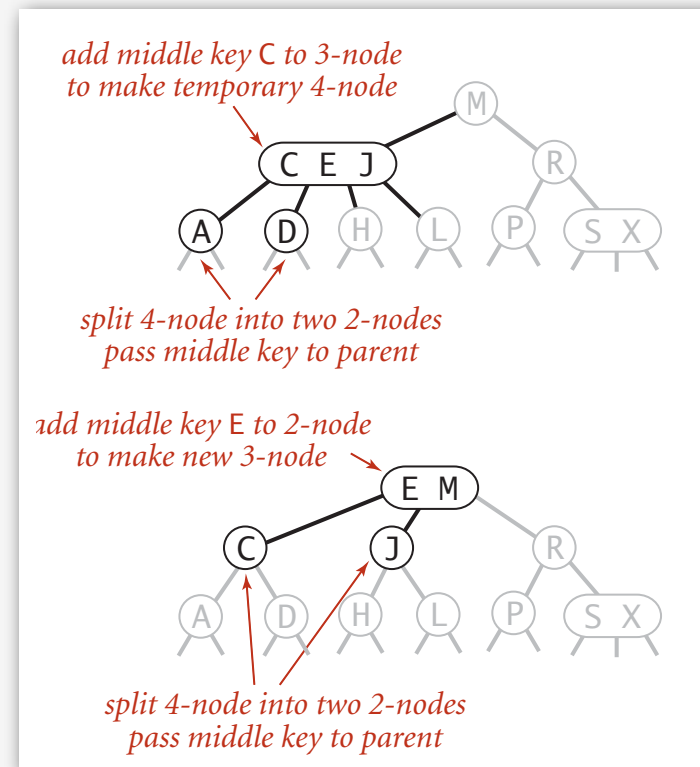 add middle key C to 3-node
to make temporary 4-node
M
C E J
R
A
D
H
L
P
S X
split 4-node into two 2-nodes
pass middle key to parent
add middle key E to 2-node
to make new 3-node
E M
C
J
R
A
D
H
L
P
S X
split 4-node into two 2-nodes
pass middle key to parent